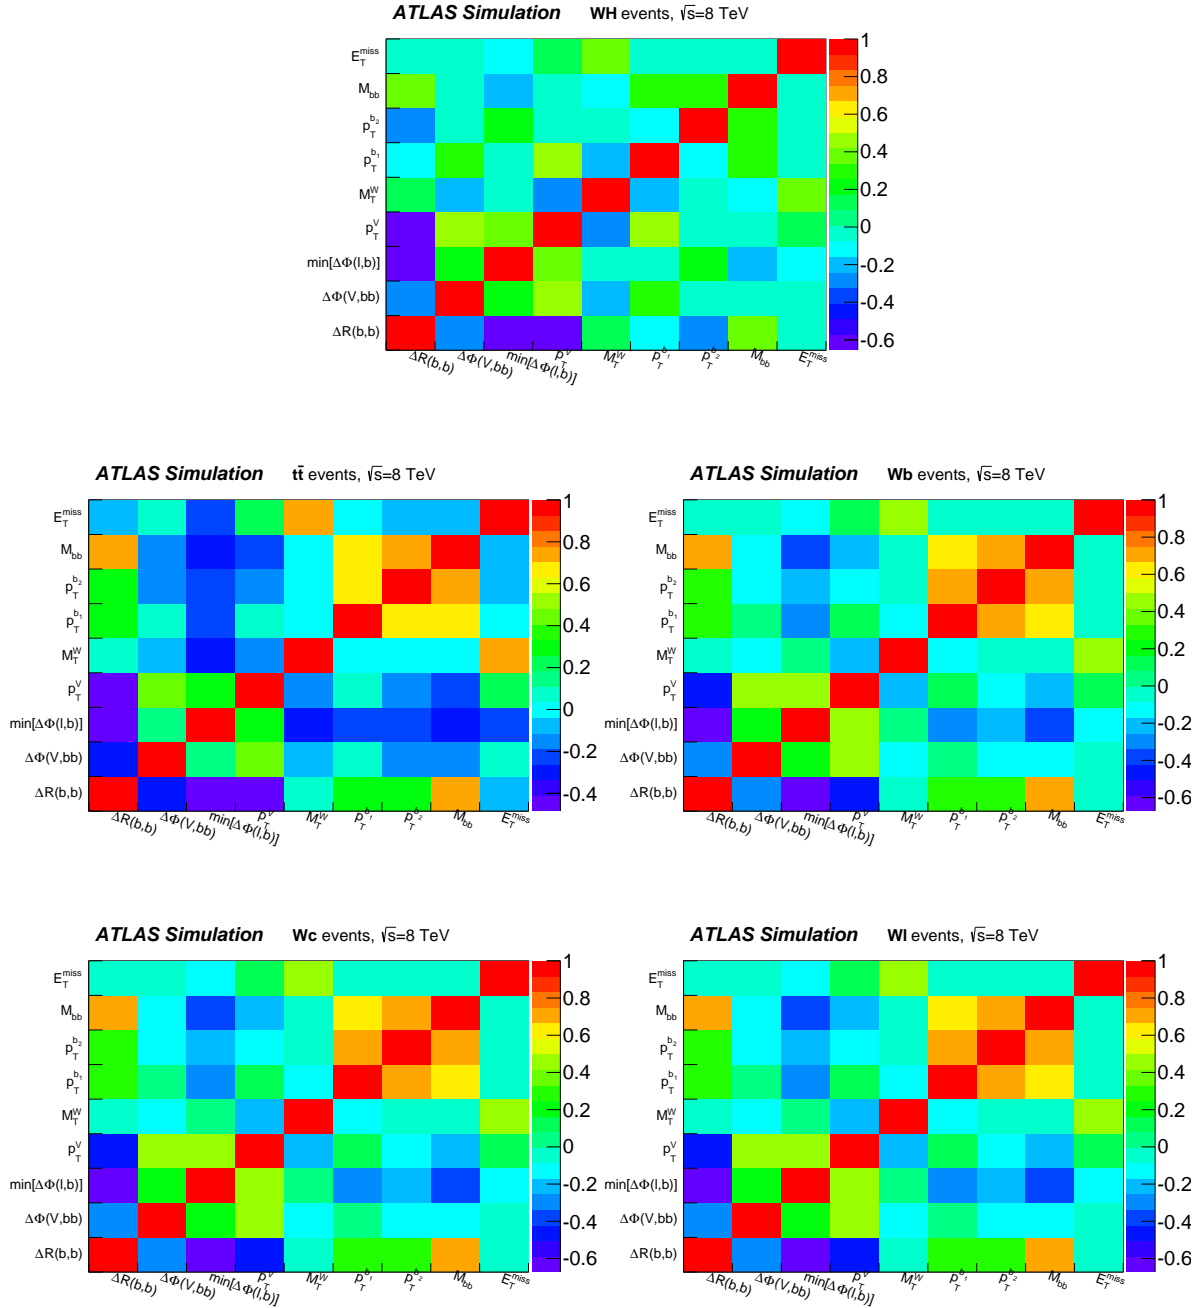 ATLAS Simulation WH events, √s=8 TeV
E_T^miss
M_bb
p_T^b₂
p_T^b₁
M_T^W
p_T^V
min[ΔΦ(l,b)]
ΔΦ(V,bb)
ΔR(b,b)
ΔR(b,b) ΔΦ(V,bb) min[ΔΦ(l,b)] p_T^V M_T^W p_T^b₁ p_T^b₂ M_bb E_T^miss
1
0.8
0.6
0.4
0.2
0
-0.2
-0.4
-0.6
ATLAS Simulation tt̄ events, √s=8 TeV
E_T^miss
M_bb
p_T^b₂
p_T^b₁
M_T^W
p_T^V
min[ΔΦ(l,b)]
ΔΦ(V,bb)
ΔR(b,b)
ΔR(b,b) ΔΦ(V,bb) min[ΔΦ(l,b)] p_T^V M_T^W p_T^b₁ p_T^b₂ M_bb E_T^miss
1
0.8
0.6
0.4
0.2
0
-0.2
-0.4
ATLAS Simulation Wb events, √s=8 TeV
E_T^miss
M_bb
p_T^b₂
p_T^b₁
M_T^W
p_T^V
min[ΔΦ(l,b)]
ΔΦ(V,bb)
ΔR(b,b)
ΔR(b,b) ΔΦ(V,bb) min[ΔΦ(l,b)] p_T^V M_T^W p_T^b₁ p_T^b₂ M_bb E_T^miss
1
0.8
0.6
0.4
0.2
0
-0.2
-0.4
-0.6
ATLAS Simulation Wc events, √s=8 TeV
E_T^miss
M_bb
p_T^b₂
p_T^b₁
M_T^W
p_T^V
min[ΔΦ(l,b)]
ΔΦ(V,bb)
ΔR(b,b)
ΔR(b,b) ΔΦ(V,bb) min[ΔΦ(l,b)] p_T^V M_T^W p_T^b₁ p_T^b₂ M_bb E_T^miss
1
0.8
0.6
0.4
0.2
0
-0.2
-0.4
-0.6
ATLAS Simulation Wl events, √s=8 TeV
E_T^miss
M_bb
p_T^b₂
p_T^b₁
M_T^W
p_T^V
min[ΔΦ(l,b)]
ΔΦ(V,bb)
ΔR(b,b)
ΔR(b,b) ΔΦ(V,bb) min[ΔΦ(l,b)] p_T^V M_T^W p_T^b₁ p_T^b₂ M_bb E_T^miss
1
0.8
0.6
0.4
0.2
0
-0.2
-0.4
-0.6